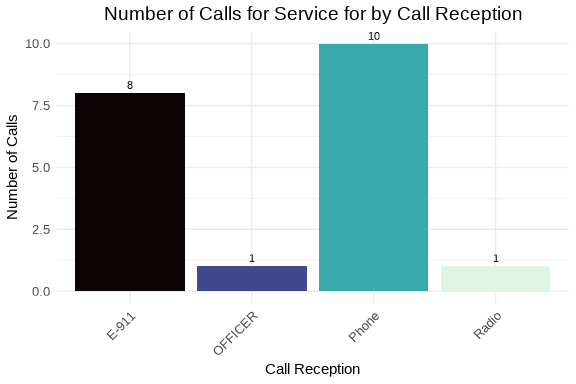 Number of Calls for Service for by Call Reception
Number of Calls
10.0
7.5
5.0
2.5
0.0
8
1
10
1
E-911
OFFICER
Phone
Radio
Call Reception